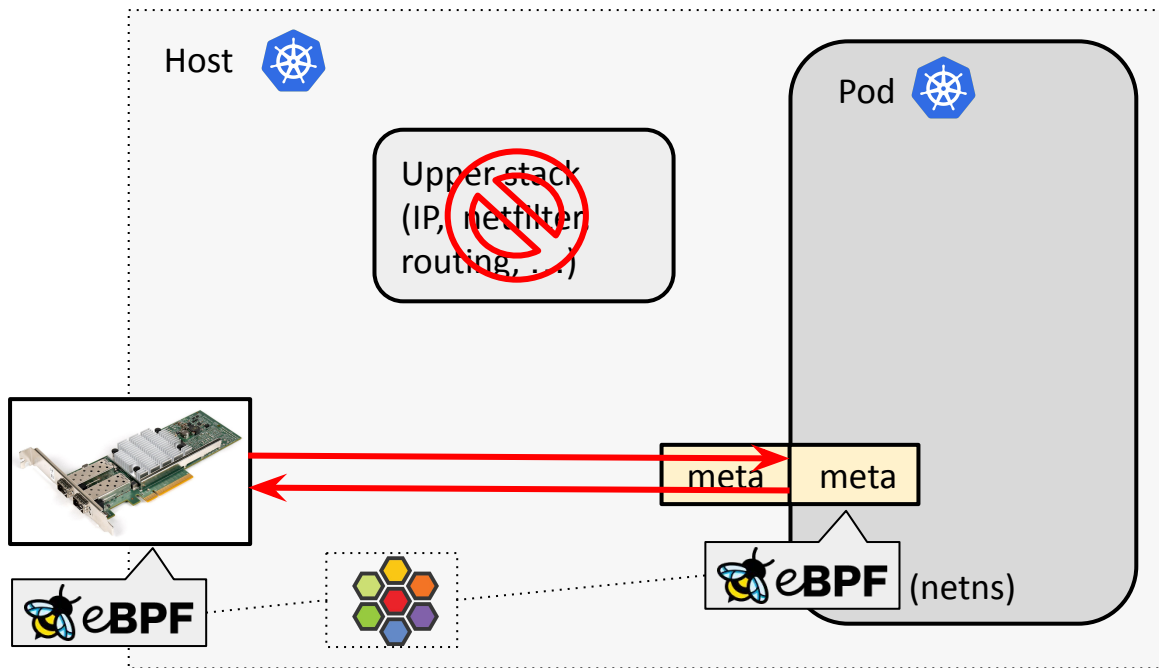 Host
Pod
Upper stack
(IP, netfilter,
routing, ...)
meta
meta
eBPF
eBPF
(netns)